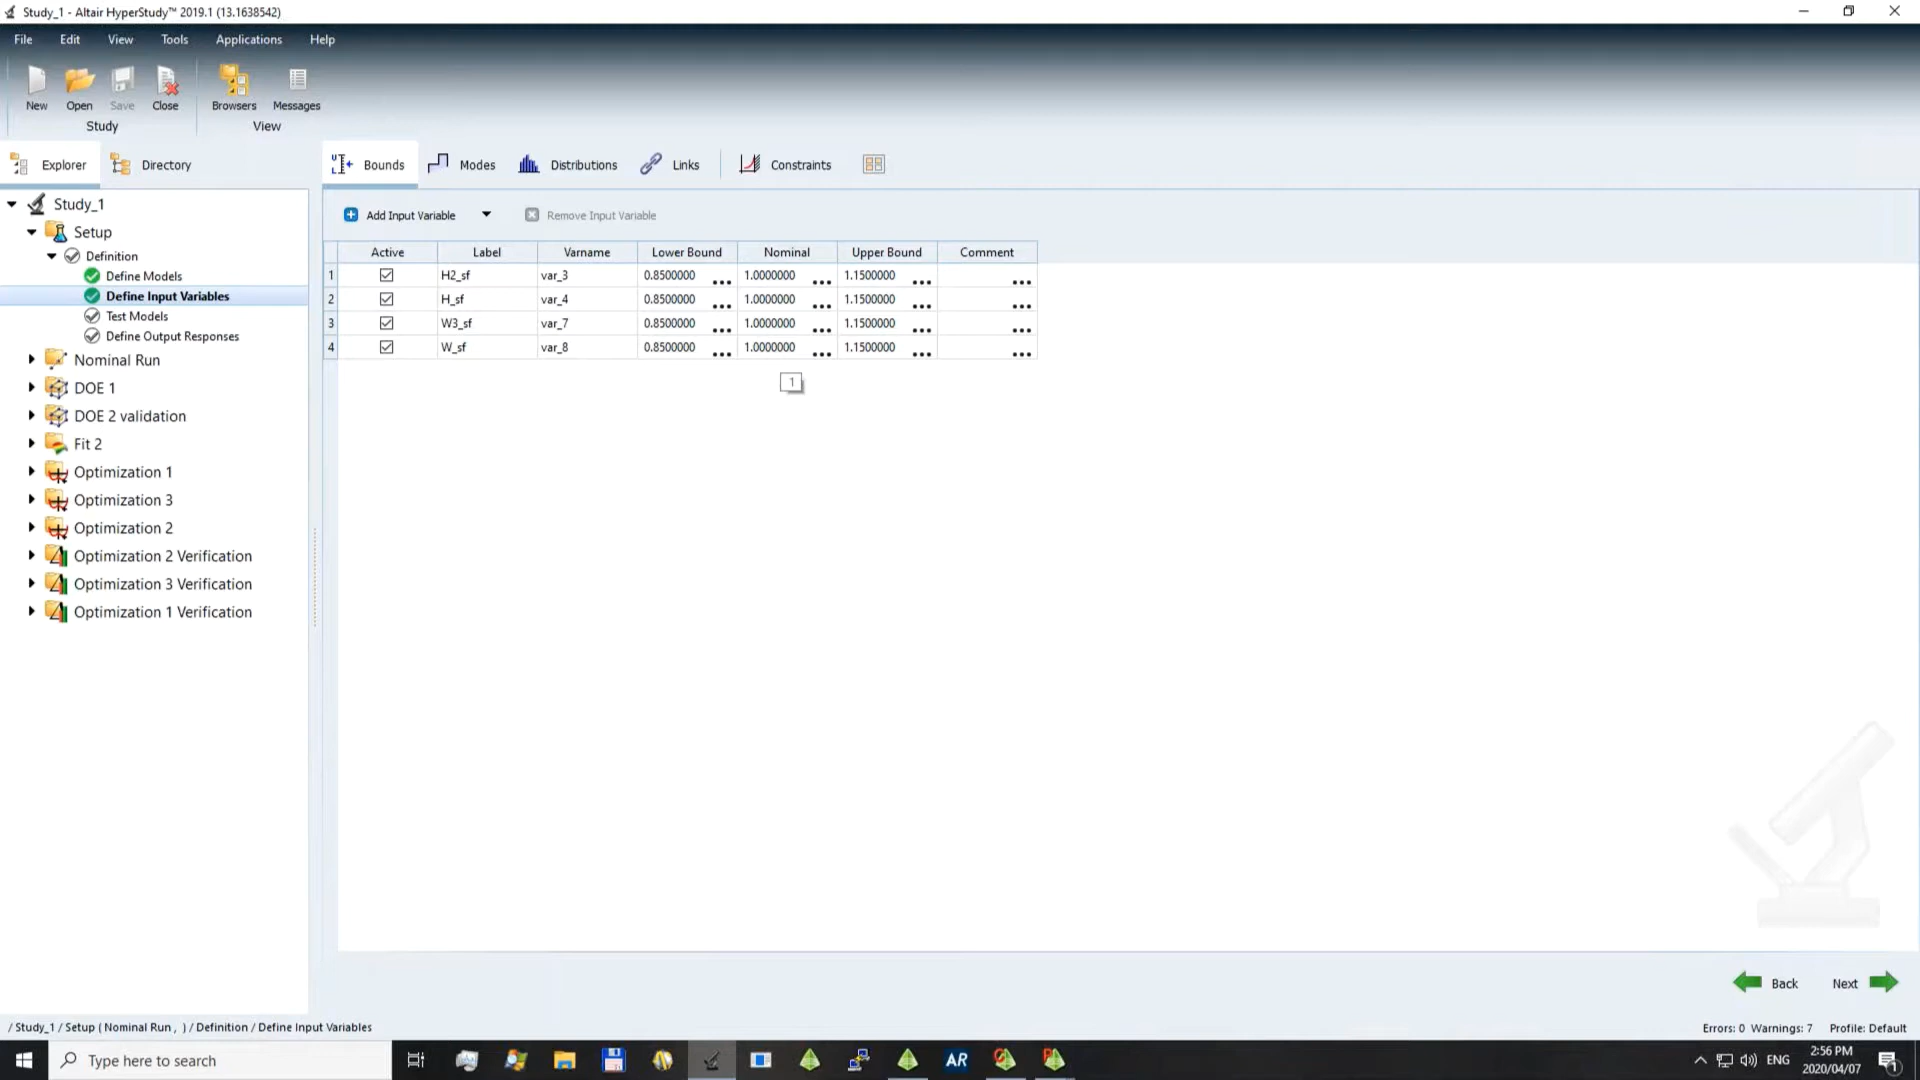 Study_1 - Altair HyperStudy™ 2019.1 (13.1638542)
File Edit View Tools Applications Help
New Open Save Close Browsers Messages
Study View
Explorer Directory Bounds Modes Distributions Links Constraints
Add Input Variable Remove Input Variable
Active Label Varname Lower Bound Nominal Upper Bound Comment
1 H2_sf var_3 0.8500000 ... 1.0000000 ... 1.1500000 ... ...
2 H_sf var_4 0.8500000 ... 1.0000000 ... 1.1500000 ... ...
3 W3_sf var_7 0.8500000 ... 1.0000000 ... 1.1500000 ... ...
4 W_sf var_8 0.8500000 ... 1.0000000 ... 1.1500000 ... ...
1
Study_1
Setup
Definition
Define Models
Define Input Variables
Test Models
Define Output Responses
Nominal Run
DOE 1
DOE 2 validation
Fit 2
Optimization 1
Optimization 3
Optimization 2
Optimization 2 Verification
Optimization 3 Verification
Optimization 1 Verification
Back Next
/ Study_1 / Setup ( Nominal Run , ) / Definition / Define Input Variables
Errors: 0 Warnings: 7 Profile: Default
Type here to search
AR
ENG
2:56 PM
2020/04/07
1